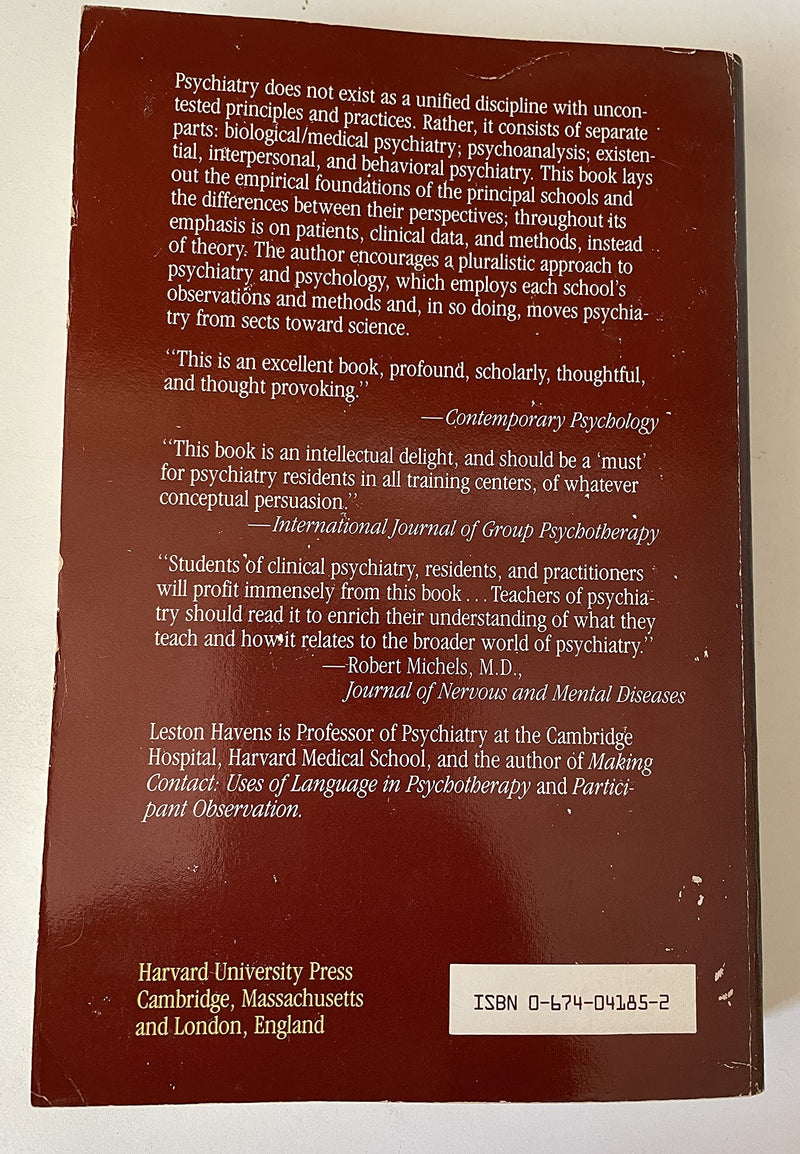 Psychiatry does not exist as a unified discipline with uncon-
tested principles and practices. Rather, it consists of separate
parts: biological/medical psychiatry; psychoanalysis; existen-
tial, interpersonal, and behavioral psychiatry. This book lays
out the empirical foundations of the principal schools and
the differences between their perspectives; throughout its
emphasis is on patients, clinical data, and methods, instead
of theory. The author encourages a pluralistic approach to
psychiatry and psychology, which employs each school's
observations and methods and, in so doing, moves psychia-
try from sects toward science.
“This is an excellent book, profound, scholarly, thoughtful,
and thought provoking.”
—Contemporary Psychology
“This book is an intellectual delight, and should be a ‘must’
for psychiatry residents in all training centers, of whatever
conceptual persuasion.”
—International Journal of Group Psychotherapy
“Students of clinical psychiatry, residents, and practitioners
will profit immensely from this book . . . Teachers of psychia-
try should read it to enrich their understanding of what they
teach and how it relates to the broader world of psychiatry.”
—Robert Michels, M.D.,
Journal of Nervous and Mental Diseases
Leston Havens is Professor of Psychiatry at the Cambridge
Hospital, Harvard Medical School, and the author of Making
Contact: Uses of Language in Psychotherapy and Partici-
pant Observation.
Harvard University Press
Cambridge, Massachusetts
and London, England
ISBN 0-674-04185-2